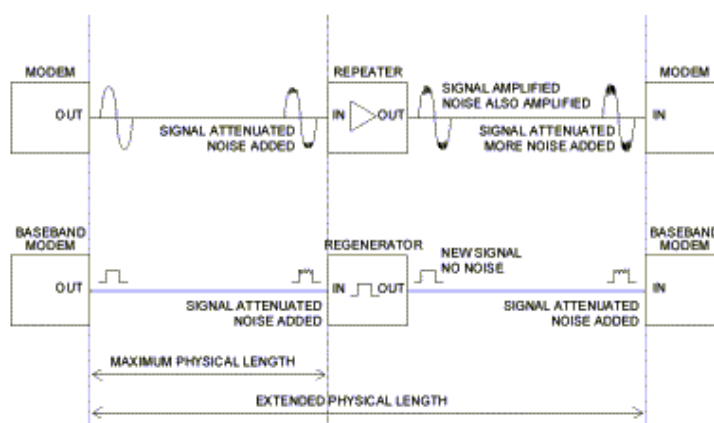 MODEM
REPEATER
MODEM
OUT
IN
OUT
IN
SIGNAL AMPLIFIED
NOISE ALSO AMPLIFIED
SIGNAL ATTENUATED
NOISE ADDED
SIGNAL ATTENUATED
MORE NOISE ADDED
BASEBAND
MODEM
REGENERATOR
BASEBAND
MODEM
OUT
IN
OUT
IN
NEW SIGNAL
NO NOISE
SIGNAL ATTENUATED
NOISE ADDED
SIGNAL ATTENUATED
NOISE ADDED
MAXIMUM PHYSICAL LENGTH
EXTENDED PHYSICAL LENGTH